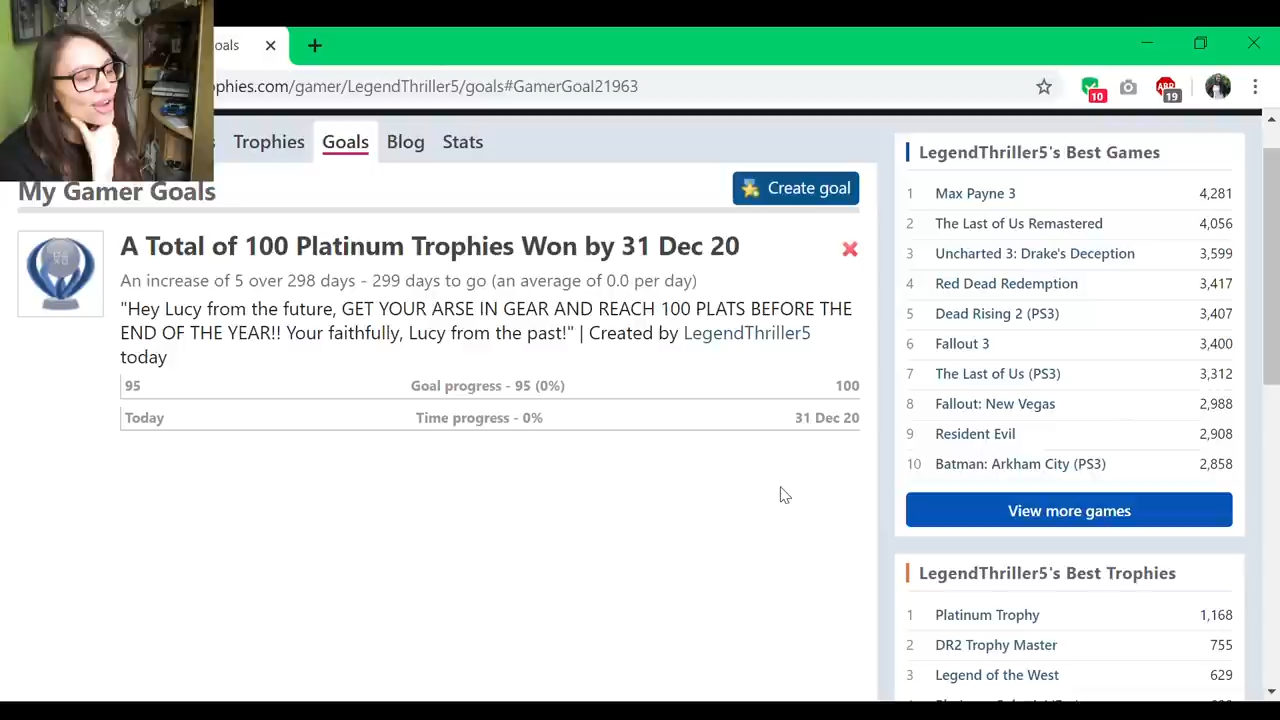 oals
phies.com/gamer/LegendThriller5/goals#GamerGoal21963
10
ABP
19
Trophies
Goals
Blog
Stats
My Gamer Goals
Create goal
A Total of 100 Platinum Trophies Won by 31 Dec 20
An increase of 5 over 298 days - 299 days to go (an average of 0.0 per day)
"Hey Lucy from the future, GET YOUR ARSE IN GEAR AND REACH 100 PLATS BEFORE THE
END OF THE YEAR!! Your faithfully, Lucy from the past!" | Created by LegendThriller5
today
95 Goal progress - 95 (0%) 100
Today Time progress - 0% 31 Dec 20
LegendThriller5's Best Games
1 Max Payne 3 4,281
2 The Last of Us Remastered 4,056
3 Uncharted 3: Drake's Deception 3,599
4 Red Dead Redemption 3,417
5 Dead Rising 2 (PS3) 3,407
6 Fallout 3 3,400
7 The Last of Us (PS3) 3,312
8 Fallout: New Vegas 2,988
9 Resident Evil 2,908
10 Batman: Arkham City (PS3) 2,858
View more games
LegendThriller5's Best Trophies
1 Platinum Trophy 1,168
2 DR2 Trophy Master 755
3 Legend of the West 629